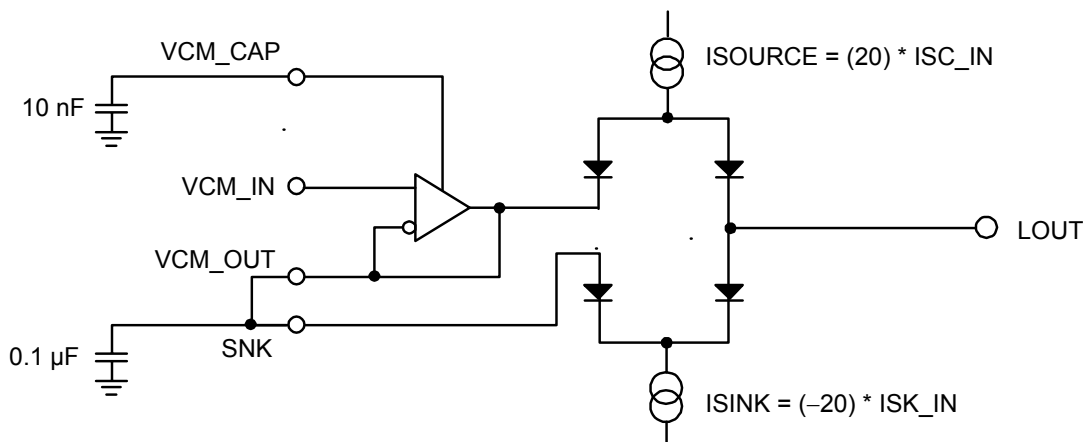 VCM_CAP
ISOURCE = (20) * ISC_IN
10 nF
VCM_IN
LOUT
VCM_OUT
SNK
0.1 µF
ISINK = (−20) * ISK_IN